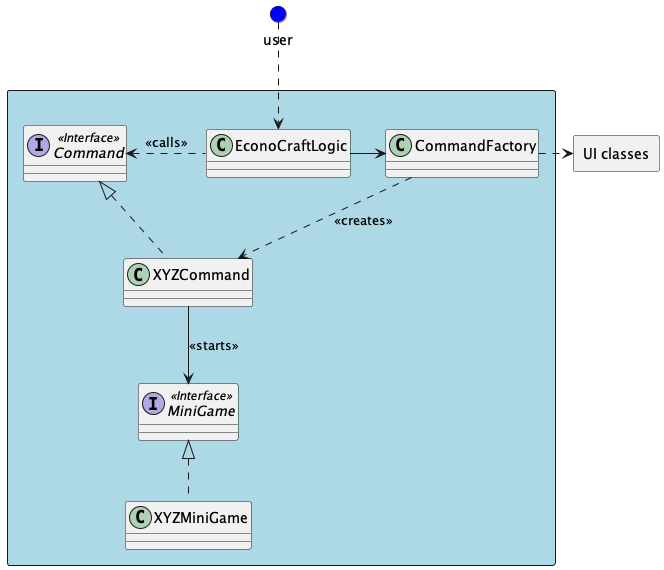 user
«Interface»
I Command
«calls»
C EconoCraftLogic
C CommandFactory
UI classes
«creates»
C XYZCommand
«starts»
«Interface»
I MiniGame
C XYZMiniGame